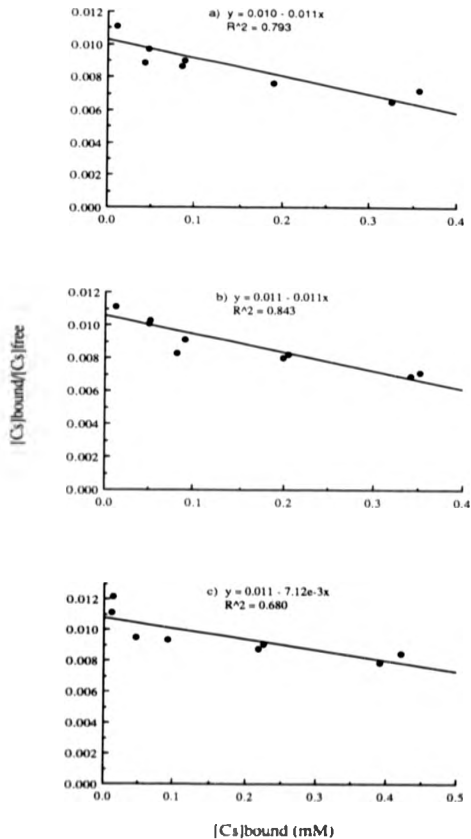 a) y = 0.010 - 0.011x
R^2 = 0.793
0.012
0.010
0.008
0.006
0.004
0.002
0.000
0.0 0.1 0.2 0.3 0.4
b) y = 0.011 - 0.011x
R^2 = 0.843
0.012
0.010
0.008
0.006
0.004
0.002
0.000
0.0 0.1 0.2 0.3 0.4
[Cs]bound/[Cs]free
c) y = 0.011 - 7.12e-3x
R^2 = 0.680
0.012
0.010
0.008
0.006
0.004
0.002
0.000
0.0 0.1 0.2 0.3 0.4 0.5
[Cs]bound (mM)